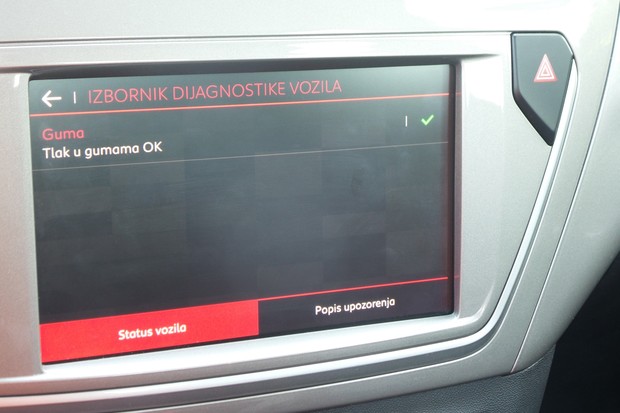 IZBORNIK DIJAGNOSTIKE VOZILA
Guma
Tlak u gumama OK
Status vozila
Popis upozorenja